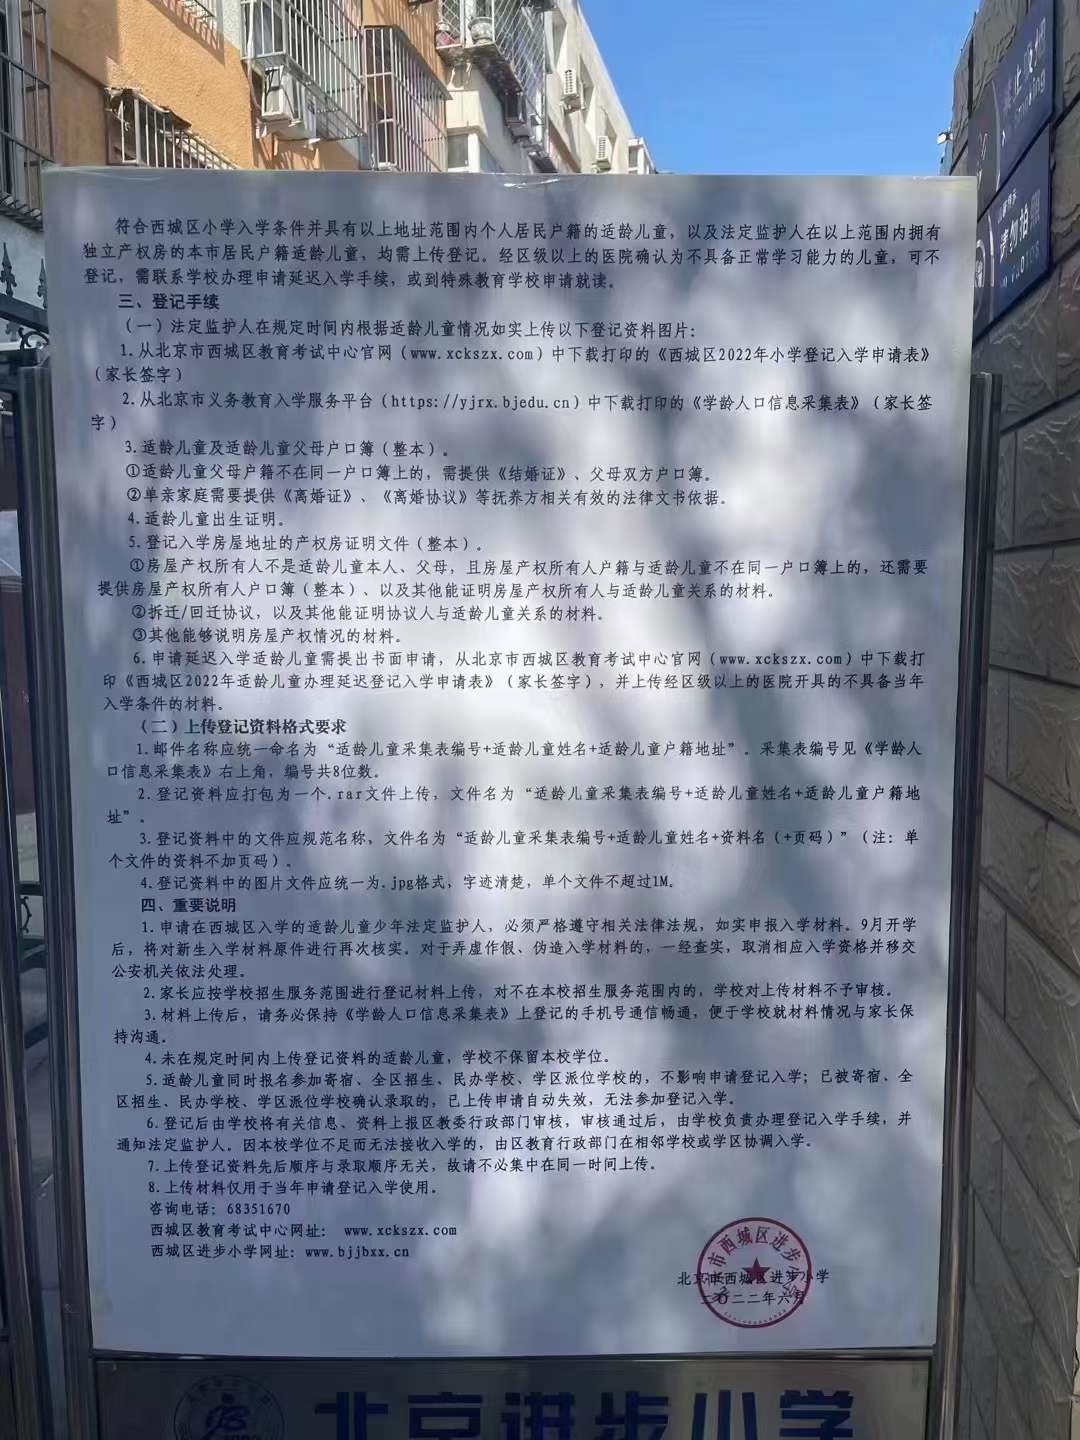 符合西城区小学入学条件并具有以上地址范围内个人居民户籍的适龄儿童，以及法定监护人在以上范围内拥有
独立产权房的本市居民户籍适龄儿童，均需上传登记。经区级以上的医院确认为不具备正常学习能力的儿童，可不
登记，需联系学校办理申请延迟入学手续，或到特殊教育学校申请就读。
三、登记手续
（一）法定监护人在规定时间内根据适龄儿童情况如实上传以下登记资料图片：
1.从北京市西城区教育考试中心官网（www.xckszx.com）中下载打印的《西城区2022年小学登记入学申请表》
（家长签字）
2.从北京市义务教育入学服务平台（https://yjrx.bjedu.cn）中下载打印的《学龄人口信息采集表》（家长签
字）
3.适龄儿童及适龄儿童父母户口簿（整本）。
①适龄儿童父母户籍不在同一户口簿上的，需提供《结婚证》、父母双方户口簿。
②单亲家庭需要提供《离婚证》、《离婚协议》等抚养方相关有效的法律文书依据。
4.适龄儿童出生证明。
5.登记入学房屋地址的产权房证明文件（整本）。
①房屋产权所有人不是适龄儿童本人、父母，且房屋产权所有人户籍与适龄儿童不在同一户口簿上的，还需要
提供房屋产权所有人户口簿（整本）、以及其他能证明房屋产权所有人与适龄儿童关系的材料。
②拆迁/回迁协议，以及其他能证明协议人与适龄儿童关系的材料。
③其他能够说明房屋产权情况的材料。
6.申请延迟入学适龄儿童需提出书面申请，从北京市西城区教育考试中心官网（www.xckszx.com）中下载打
印《西城区2022年适龄儿童办理延迟登记入学申请表》（家长签字），并上传经区级以上的医院开具的不具备当年
入学条件的材料。
（二）上传登记资料格式要求
1.邮件名称应统一命名为“适龄儿童采集表编号+适龄儿童姓名+适龄儿童户籍地址”。采集表编号见《学龄人
口信息采集表》右上角，编号共8位数。
2.登记资料应打包为一个.rar文件上传，文件名为“适龄儿童采集表编号+适龄儿童姓名+适龄儿童户籍地
址”。
3.登记资料中的文件应规范名称，文件名为“适龄儿童采集表编号+适龄儿童姓名+资料名（+页码）”（注：单
个文件的资料不加页码）。
4.登记资料中的图片文件应统一为.jpg格式，字迹清楚，单个文件不超过1M。
四、重要说明
1.申请在西城区入学的适龄儿童少年法定监护人，必须严格遵守相关法律法规，如实申报入学材料。9月开学
后，将对新生入学材料原件进行再次核实。对于弄虚作假、伪造入学材料的，一经查实，取消相应入学资格并移交
公安机关依法处理。
2.家长应按学校招生服务范围进行登记材料上传，对不在本校招生服务范围内的，学校对上传材料不予审核。
3.材料上传后，请务必保持《学龄人口信息采集表》上登记的手机号通信畅通，便于学校就材料情况与家长保
持沟通。
4.未在规定时间内上传登记资料的适龄儿童，学校不保留本校学位。
5.适龄儿童同时报名参加寄宿、全区招生、民办学校、学区派位学校的，不影响申请登记入学；已被寄宿、全
区招生、民办学校、学区派位学校确认录取的，已上传申请自动失效，无法参加登记入学。
6.登记后由学校将有关信息、资料上报区教委行政部门审核，审核通过后，由学校负责办理登记入学手续，并
通知法定监护人。因本校学位不足而无法接收入学的，由区教育行政部门在相邻学校或学区协调入学。
7.上传登记资料先后顺序与录取顺序无关，故请不必集中在同一时间上传。
8.上传材料仅用于当年申请登记入学使用。
咨询电话：68351670
西城区教育考试中心网址： www.xckszx.com
西城区进步小学网址：www.bjjbxx.cn
北京市西城区进步小学
二〇二二年六月
北京进步小学